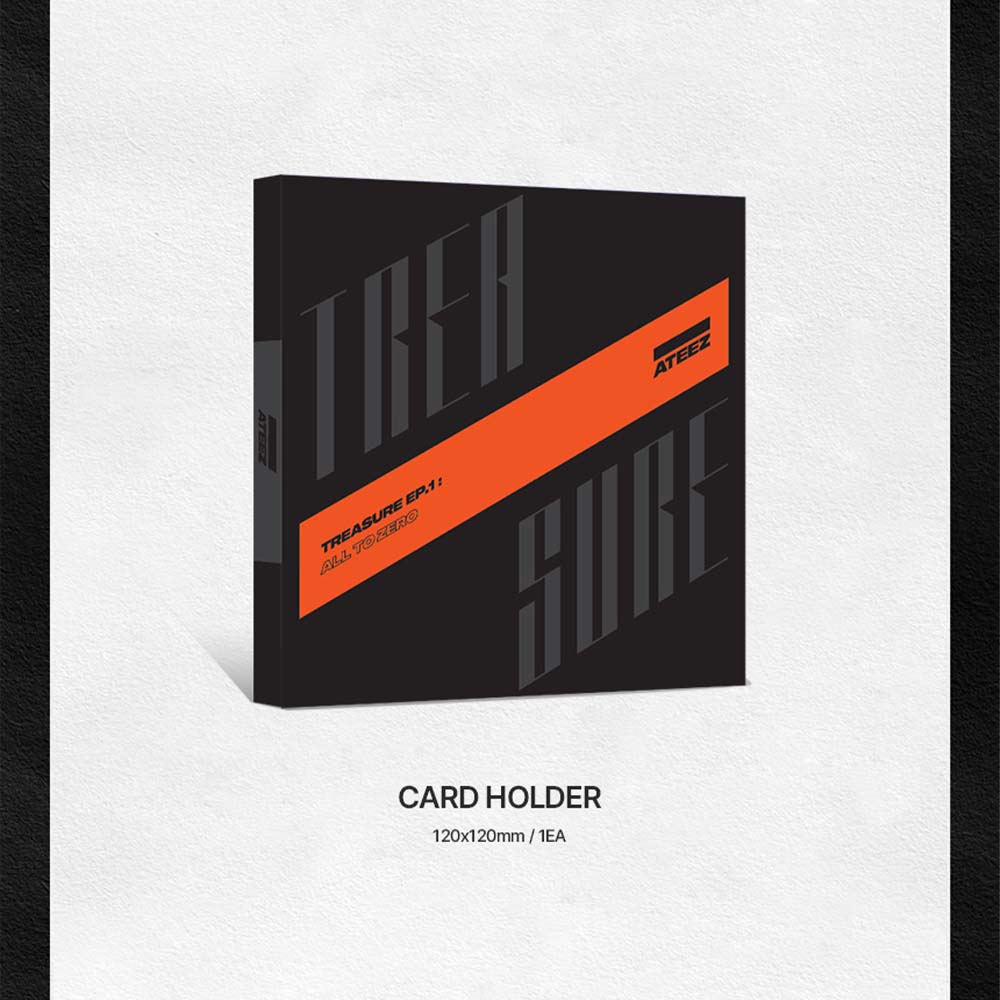 TREA
ATEEZ
ATEEZ
TREASURE EP.1 :
ALL TO ZERO
SURE
CARD HOLDER
120x120mm / 1EA